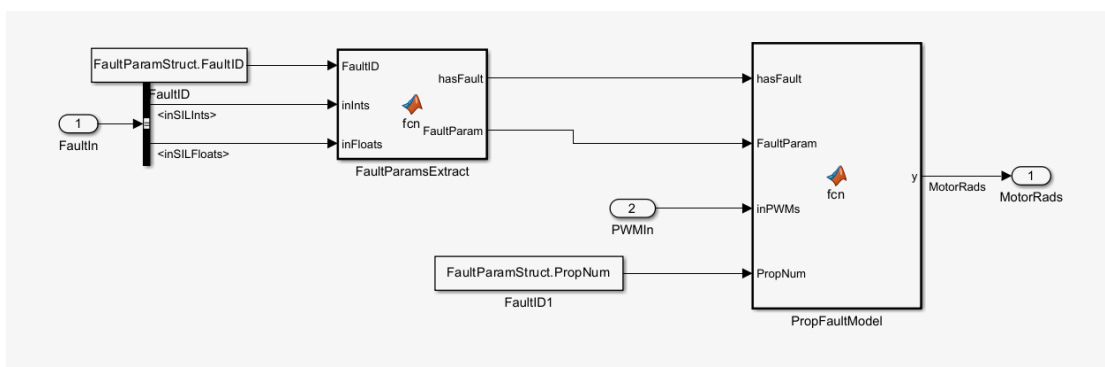 FaultParamStruct.FaultID
FaultID
1
FaultIn
<inSILInts>
<inSILFloats>
FaultID
inInts
inFloats
hasFault
FaultParam
fcn
FaultParamsExtract
2
PWMIn
FaultParamStruct.PropNum
FaultID1
hasFault
FaultParam
inPWMs
PropNum
fcn
y
PropFaultModel
MotorRads
1
MotorRads